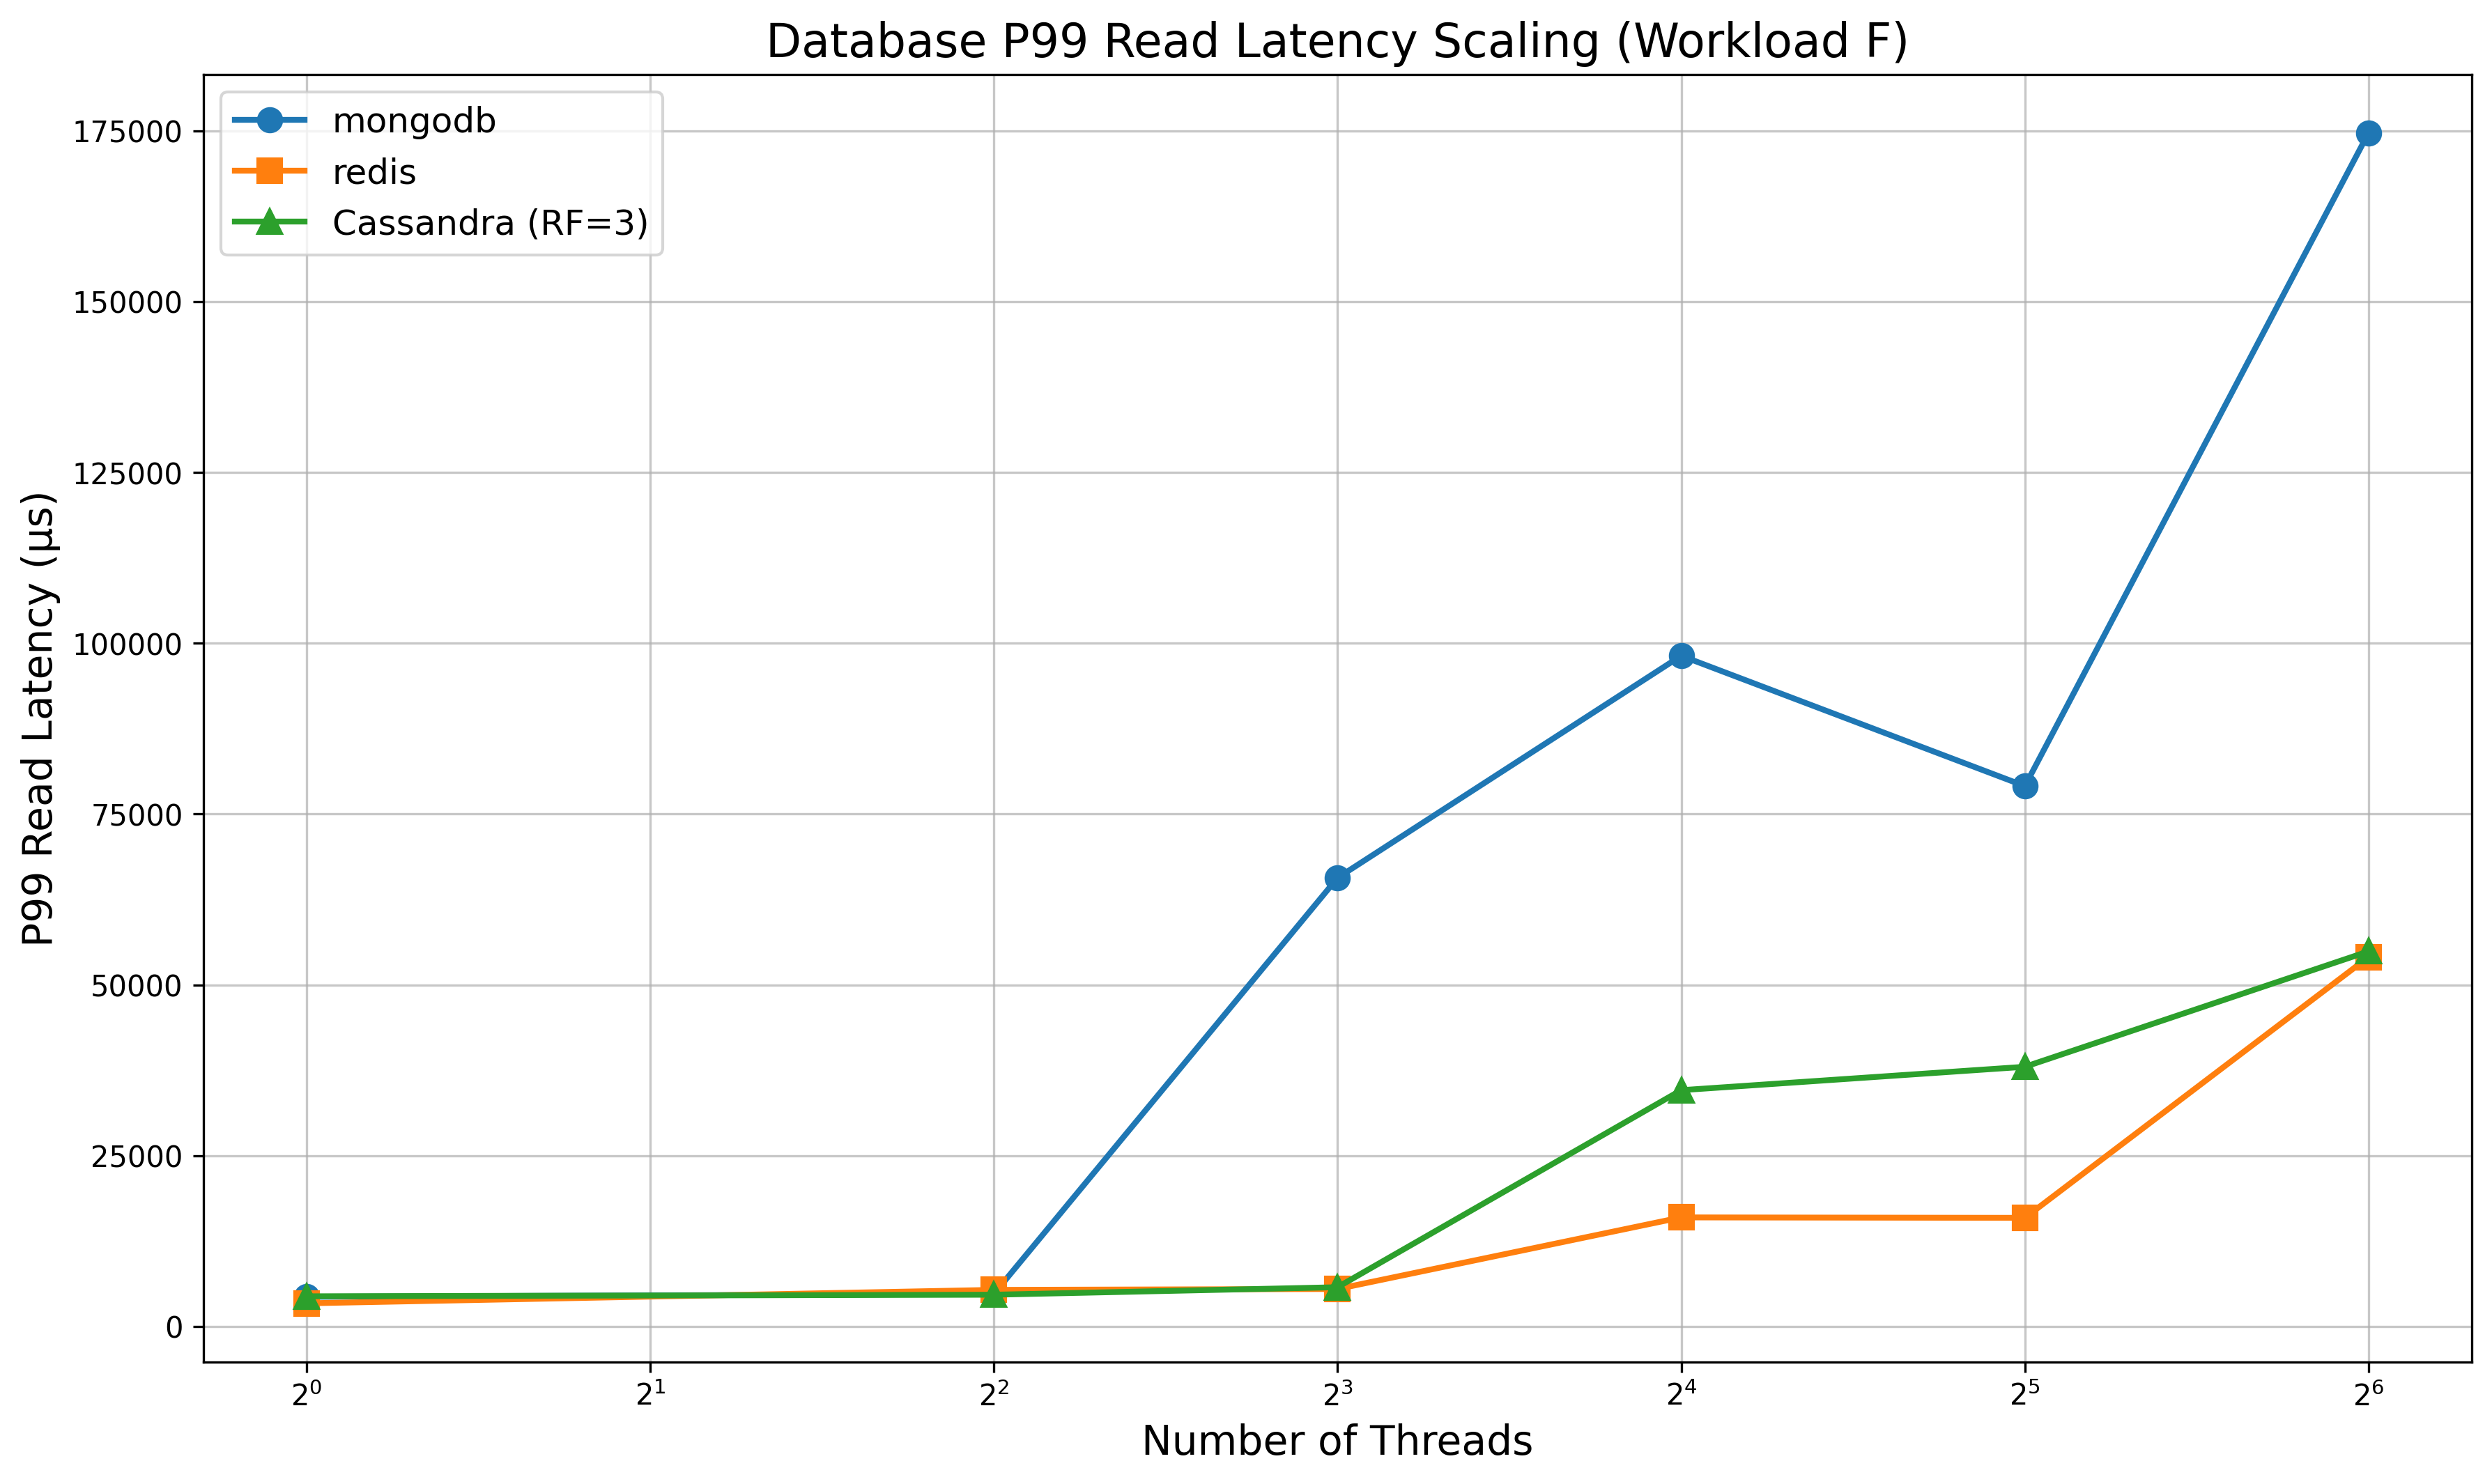 Database P99 Read Latency Scaling (Workload F)
mongodb
redis
Cassandra (RF=3)
P99 Read Latency (µs)
175000
150000
125000
100000
75000
50000
25000
0
2⁰ 2¹ 2² 2³ 2⁴ 2⁵ 2⁶
Number of Threads